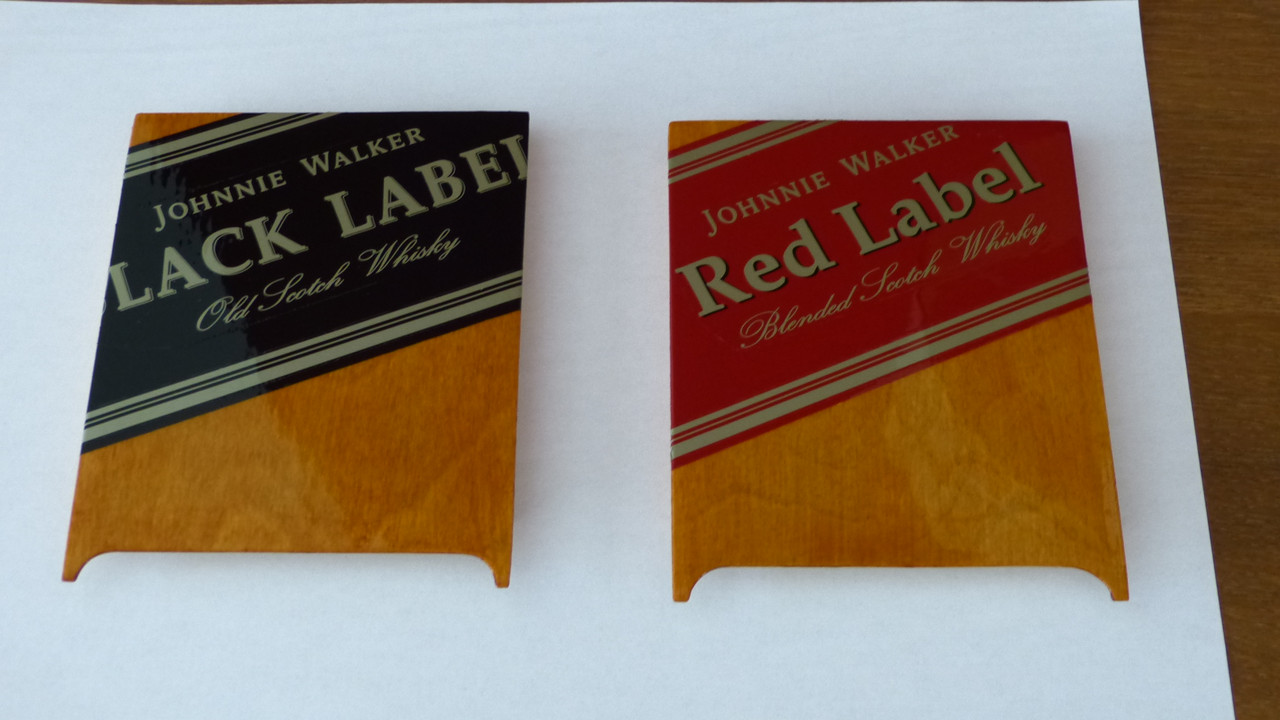 JOHNNIE WALKER
LACK LABEL
Old Scotch Whisky
JOHNNIE WALKER
Red Label
Blended Scotch Whisky